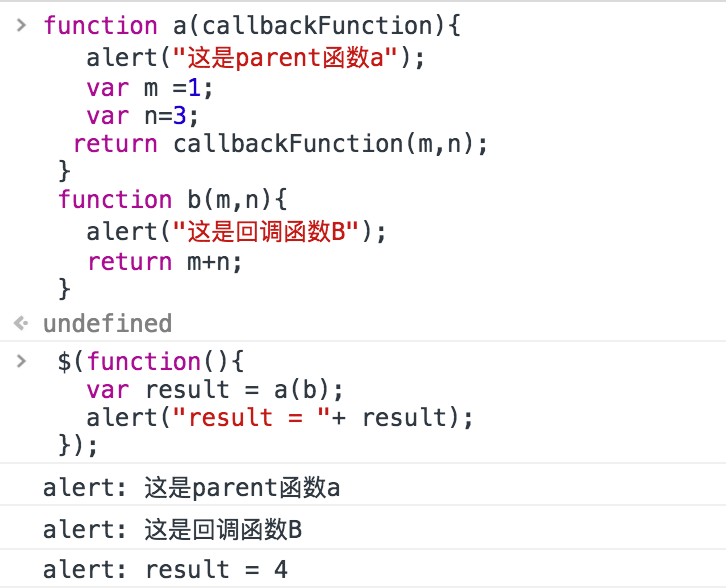 > function a(callbackFunction){
alert("这是parent函数a");
var m =1;
var n=3;
return callbackFunction(m,n);
}
function b(m,n){
alert("这是回调函数B");
return m+n;
}
undefined
> $(function(){
var result = a(b);
alert("result = "+ result);
});
alert: 这是parent函数a
alert: 这是回调函数B
alert: result = 4